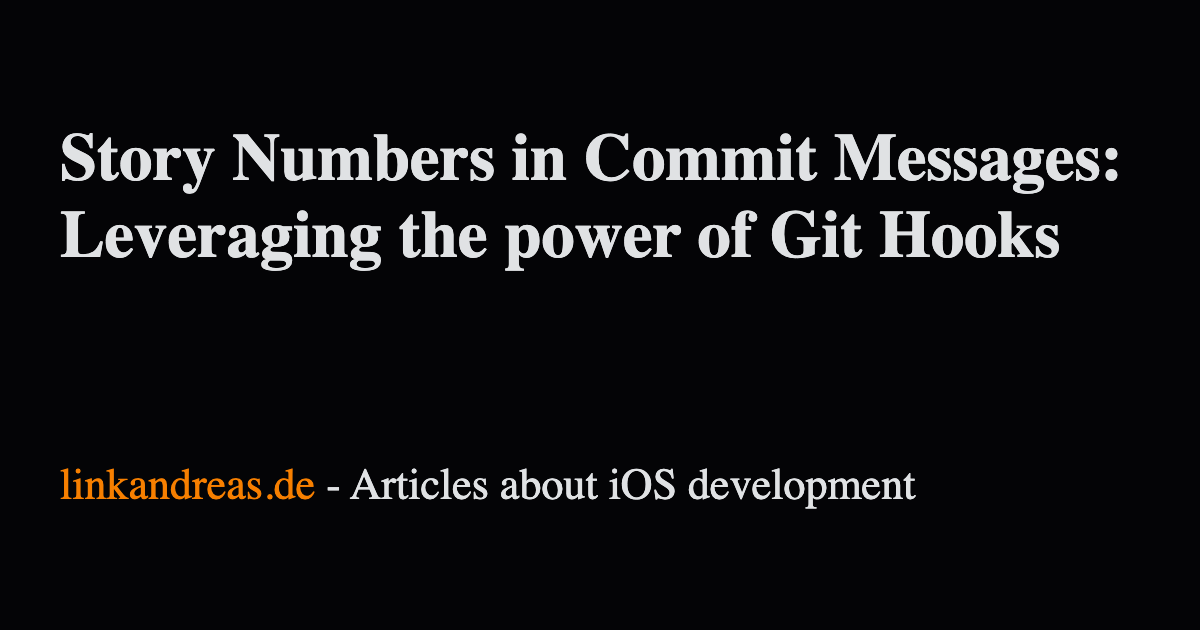 Story Numbers in Commit Messages:
Leveraging the power of Git Hooks
linkandreas.de - Articles about iOS development